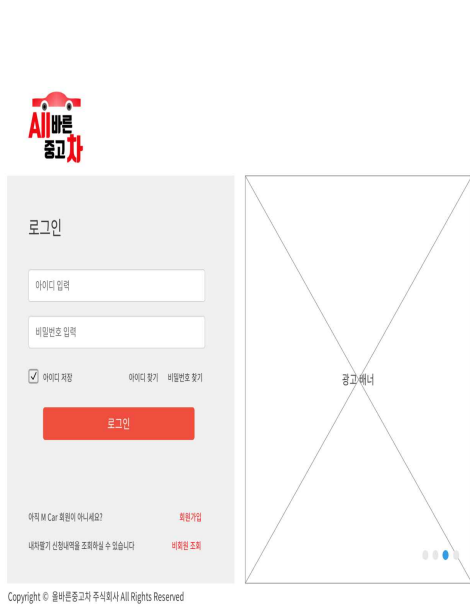 All바른
중고차
로그인
아이디 입력
비밀번호 입력
아이디 저장 아이디 찾기 비밀번호 찾기
로그인
아직 M Car 회원이 아니세요? 회원가입
내차팔기 신청내역을 조회하실 수 있습니다 비회원 조회
광고 배너
Copyright © 올바른중고차 주식회사 All Rights Reserved